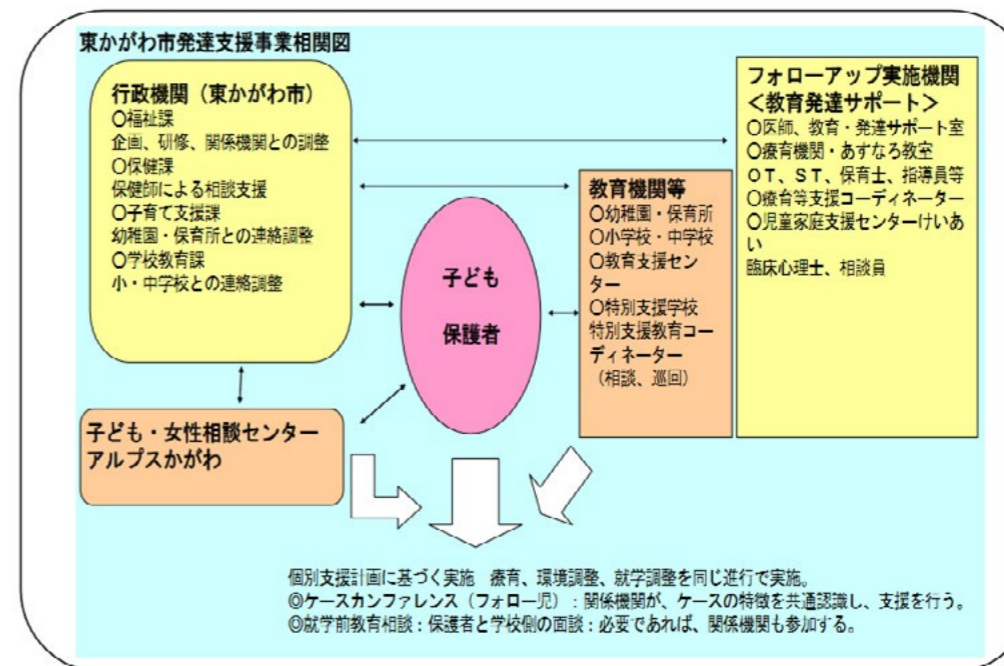 東かがわ市発達支援事業相関図
行政機関（東かがわ市）
〇福祉課
企画、研修、関係機関との調整
〇保健課
保健師による相談支援
〇子育て支援課
幼稚園・保育所との連絡調整
〇学校教育課
小・中学校との連絡調整
子ども・女性相談センター
アルプスかがわ
子ども
保護者
教育機関等
〇幼稚園・保育所
〇小学校・中学校
〇教育支援セン
ター
〇特別支援学校
特別支援教育コー
ディネーター
（相談、巡回）
フォローアップ実施機関
＜教育発達サポート＞
〇医師、教育・発達サポート室
〇療育機関・あすなろ教室
ＯＴ、ＳＴ、保育士、指導員等
〇療育等支援コーディネーター
〇児童家庭支援センターけいあ
い
臨床心理士、相談員
個別支援計画に基づく実施　療育、環境調整、就学調整を同じ進行で実施。
◎ケースカンファレンス（フォロー児）：関係機関が、ケースの特徴を共通認識し、支援を行う。
◎就学前教育相談：保護者と学校側の面談：必要であれば、関係機関も参加する。